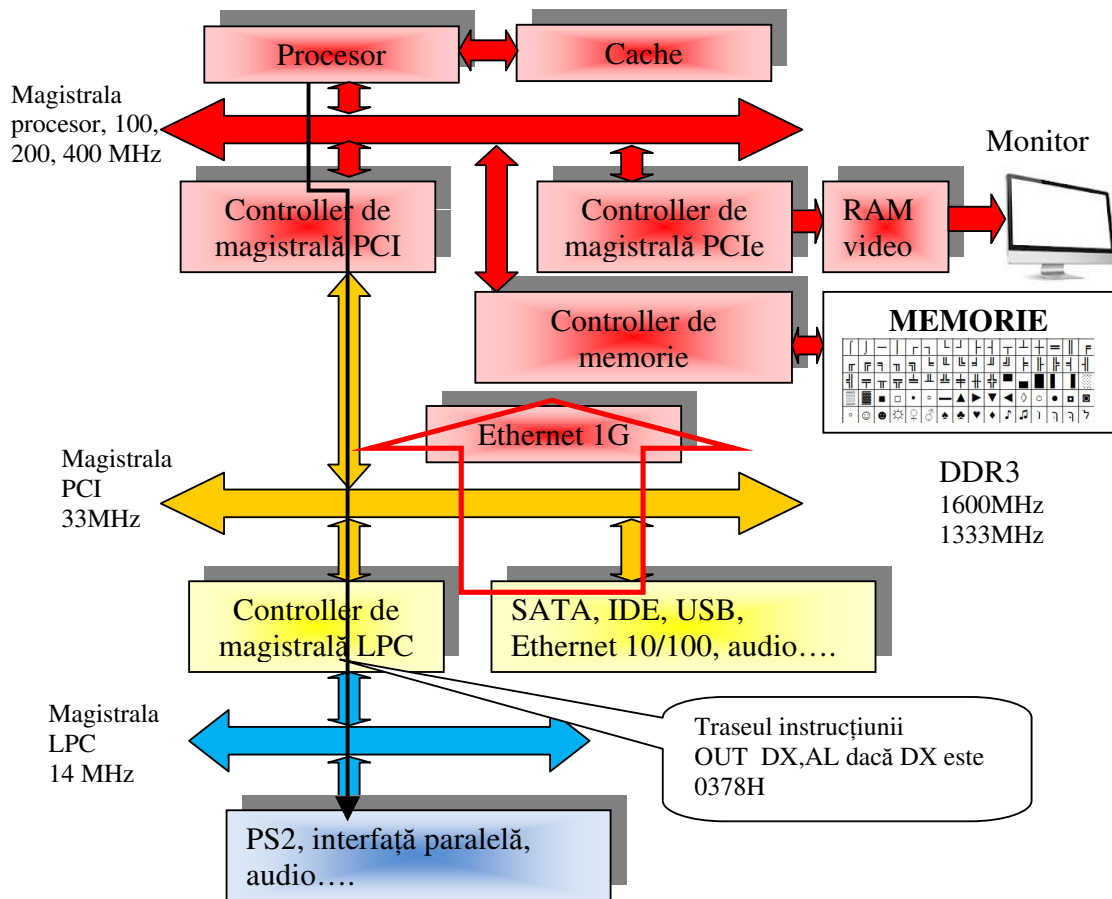 Procesor
Cache
Magistrala
procesor, 100,
200, 400 MHz
Monitor
Controller de
magistrală PCI
Controller de
magistrală PCIe
RAM
video
Controller de
memorie
MEMORIE
Ethernet 1G
Magistrala
PCI
33MHz
DDR3
1600MHz
1333MHz
Controller de
magistrală LPC
SATA, IDE, USB,
Ethernet 10/100, audio….
Magistrala
LPC
14 MHz
Traseul instrucțiunii
OUT DX,AL dacă DX este
0378H
PS2, interfață paralelă,
audio….